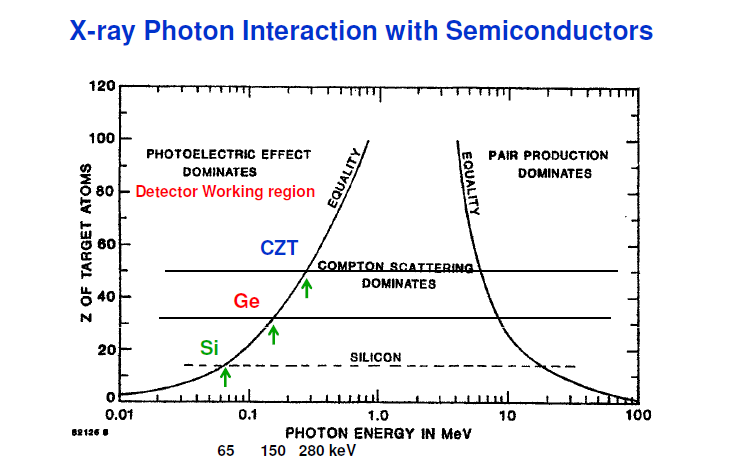 X-ray Photon Interaction with Semiconductors
120
100
80
60
40
20
0
Z OF TARGET ATOMS
PHOTOELECTRIC EFFECT
DOMINATES
Detector Working region
EQUALITY
EQUALITY
PAIR PRODUCTION
DOMINATES
CZT
COMPTON SCATTERING
DOMINATES
Ge
Si
SILICON
0.01
0.1
1.0
10
100
PHOTON ENERGY IN MeV
65 150 280 keV